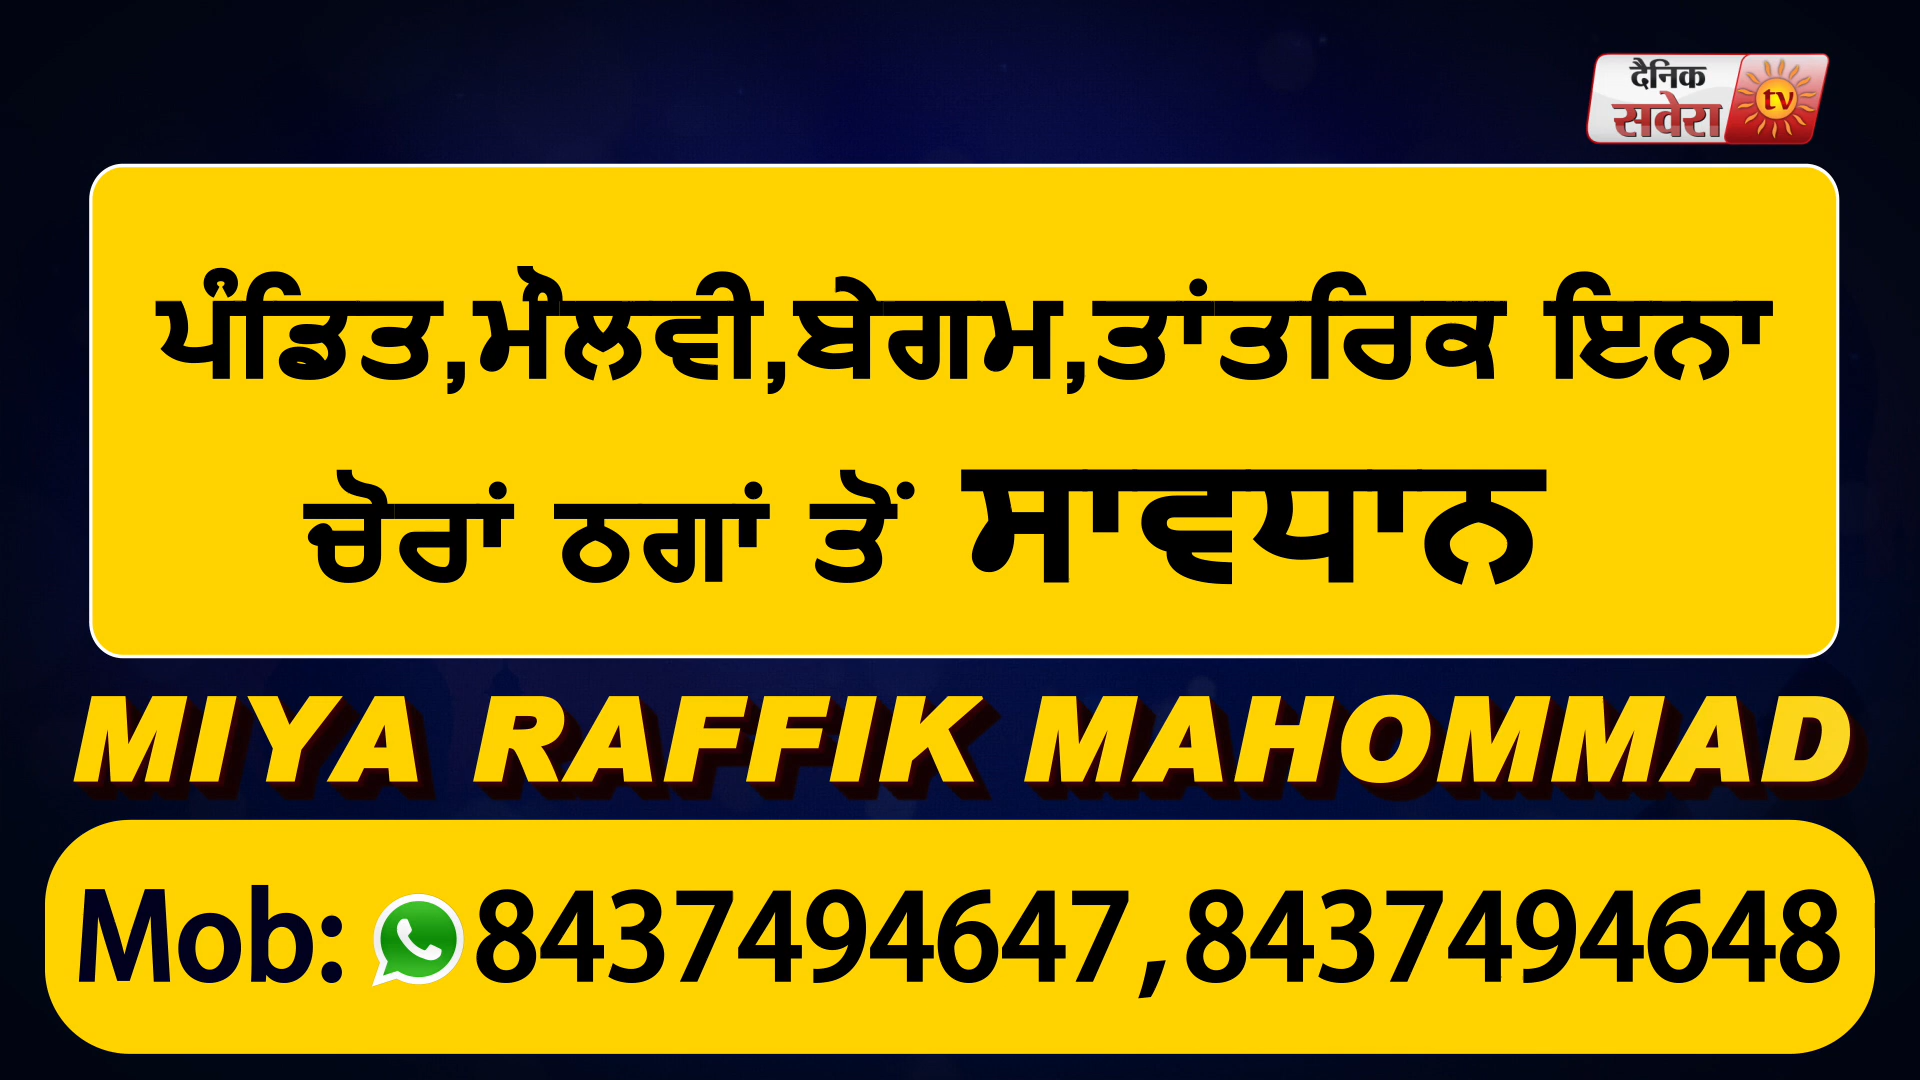 दैनिक
सवेरा tv
ਪੰਡਿਤ,ਮੌਲਵੀ,ਬੇਗਮ,ਤਾਂਤਰਿਕ ਇਨਾ
ਚੋਰਾਂ ਠਗਾਂ ਤੋਂ ਸਾਵਧਾਨ
MIYA RAFFIK MAHOMMAD
Mob: 8437494647, 8437494648